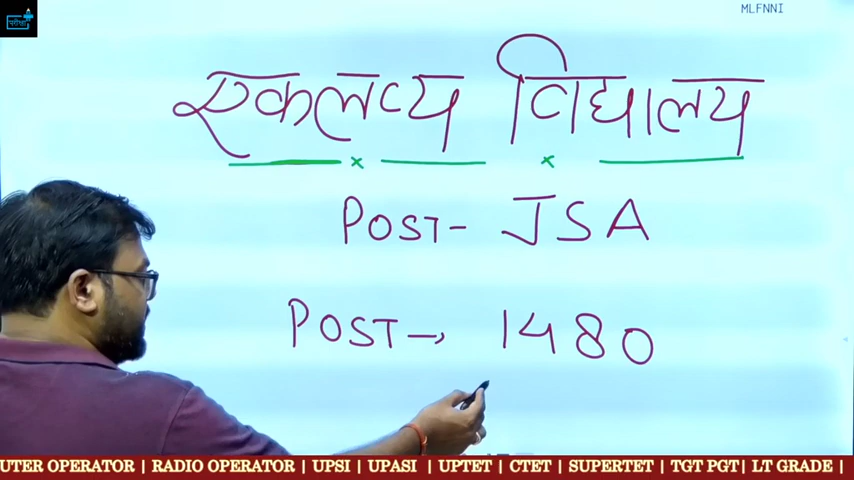 MLFNNI
परीक्षा
एकलव्य विद्यालय
POST- JSA
POST→ 1480
UTER OPERATOR | RADIO OPERATOR | UPSI | UPASI | UPTET | CTET | SUPERTET | TGT PGT| LT GRADE |